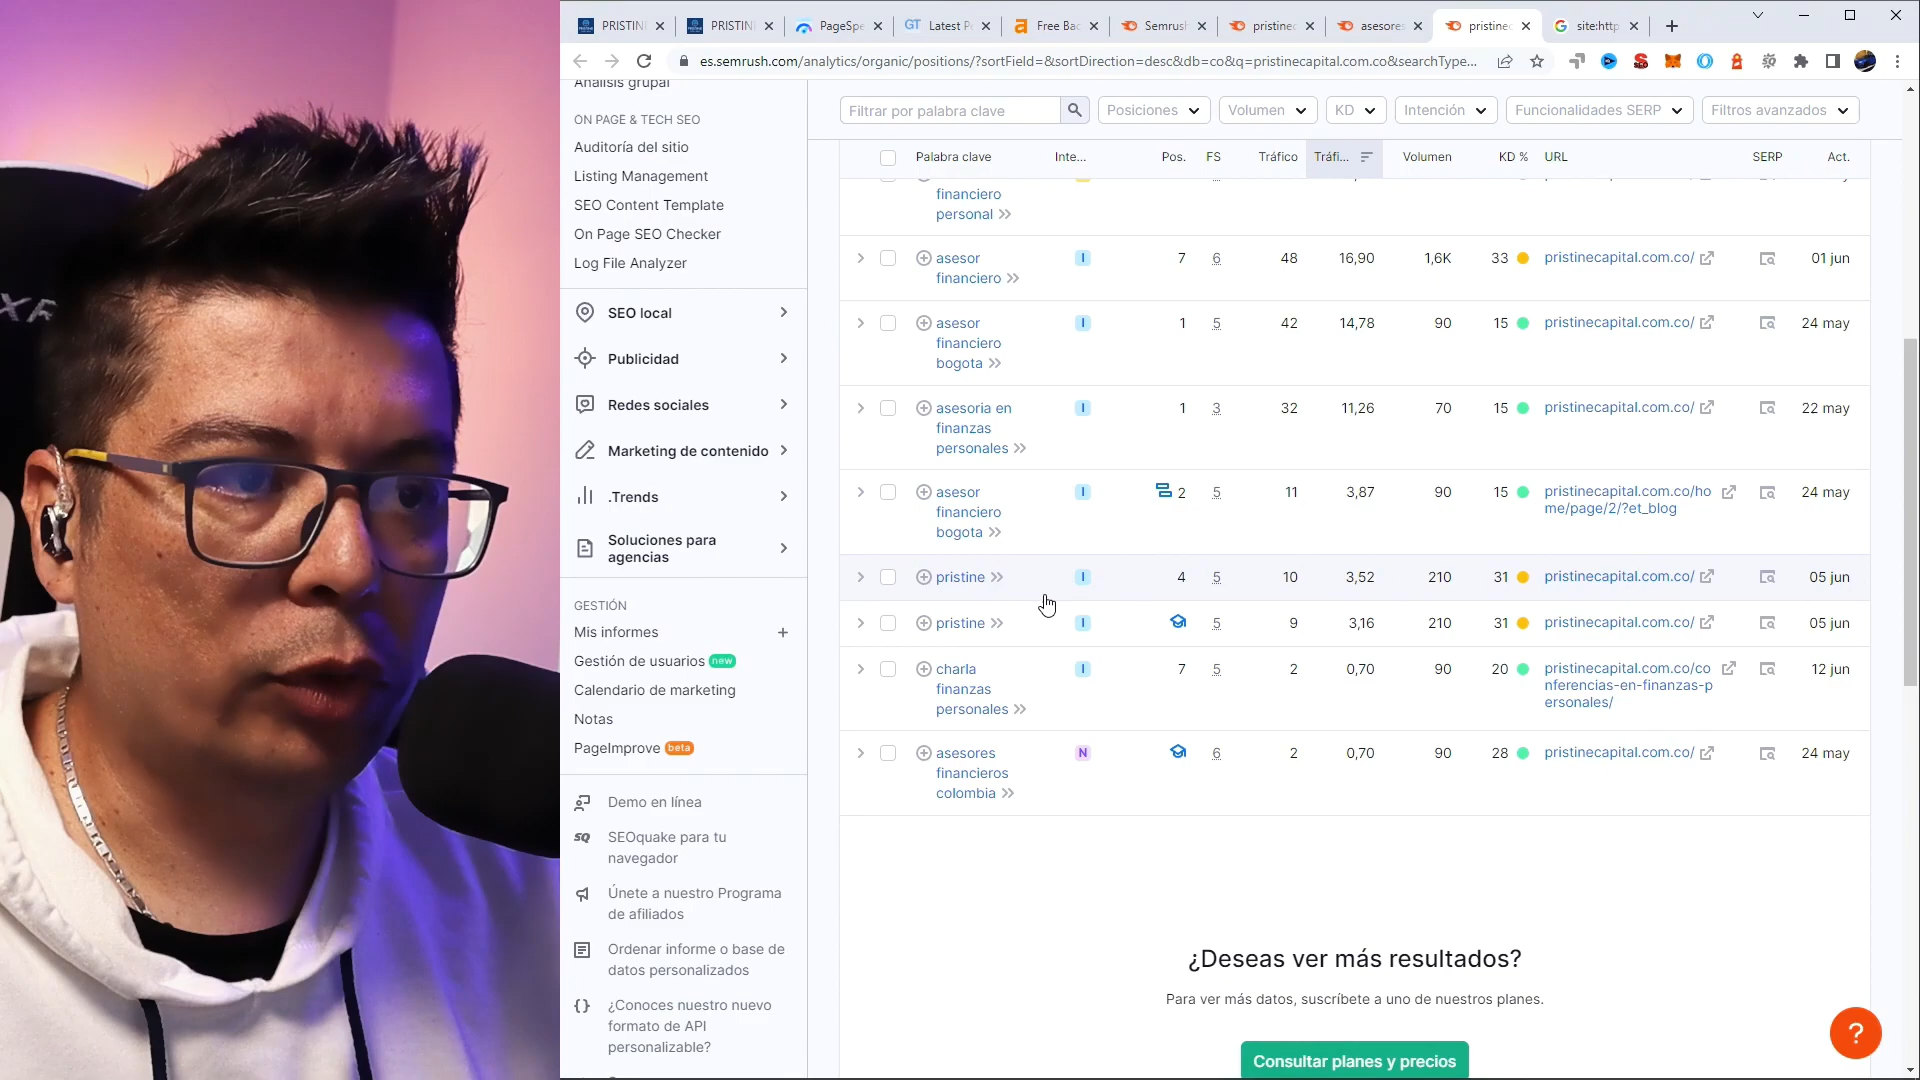 PRISTIN
PRISTIN
PageSpe
GT
Latest P
Free Bac
Semrush
pristinec
asesores
pristinec
site:http
es.semrush.com/analytics/organic/positions/?sortField=&sortDirection=desc&db=co&q=pristinecapital.com.co&searchType...
Análisis grupal
ON PAGE & TECH SEO
Auditoría del sitio
Listing Management
SEO Content Template
On Page SEO Checker
Log File Analyzer
SEO local
Publicidad
Redes sociales
Marketing de contenido
.Trends
Soluciones para
agencias
GESTIÓN
Mis informes
Gestión de usuarios new
Calendario de marketing
Notas
PageImprove beta
Demo en línea
SEOquake para tu
navegador
Únete a nuestro Programa
de afiliados
Ordenar informe o base de
datos personalizados
¿Conoces nuestro nuevo
formato de API
personalizable?
Filtrar por palabra clave
Posiciones
Volumen
KD
Intención
Funcionalidades SERP
Filtros avanzados
Palabra clave Inte... Pos. FS Tráfico Tráfi... Volumen KD % URL SERP Act.
financiero
personal
asesor I 7 6 48 16,90 1,6K 33 pristinecapital.com.co/ 01 jun
financiero
asesor I 1 5 42 14,78 90 15 pristinecapital.com.co/ 24 may
financiero
bogota
asesoria en I 1 3 32 11,26 70 15 pristinecapital.com.co/ 22 may
finanzas
personales
asesor I 2 5 11 3,87 90 15 pristinecapital.com.co/ho 24 may
financiero me/page/2/?et_blog
bogota
pristine I 4 5 10 3,52 210 31 pristinecapital.com.co/ 05 jun
pristine I 5 9 3,16 210 31 pristinecapital.com.co/ 05 jun
charla I 7 5 2 0,70 90 20 pristinecapital.com.co/co 12 jun
finanzas nferencias-en-finanzas-p
personales ersonales/
asesores N 6 2 0,70 90 28 pristinecapital.com.co/ 24 may
financieros
colombia
¿Deseas ver más resultados?
Para ver más datos, suscríbete a uno de nuestros planes.
Consultar planes y precios
?